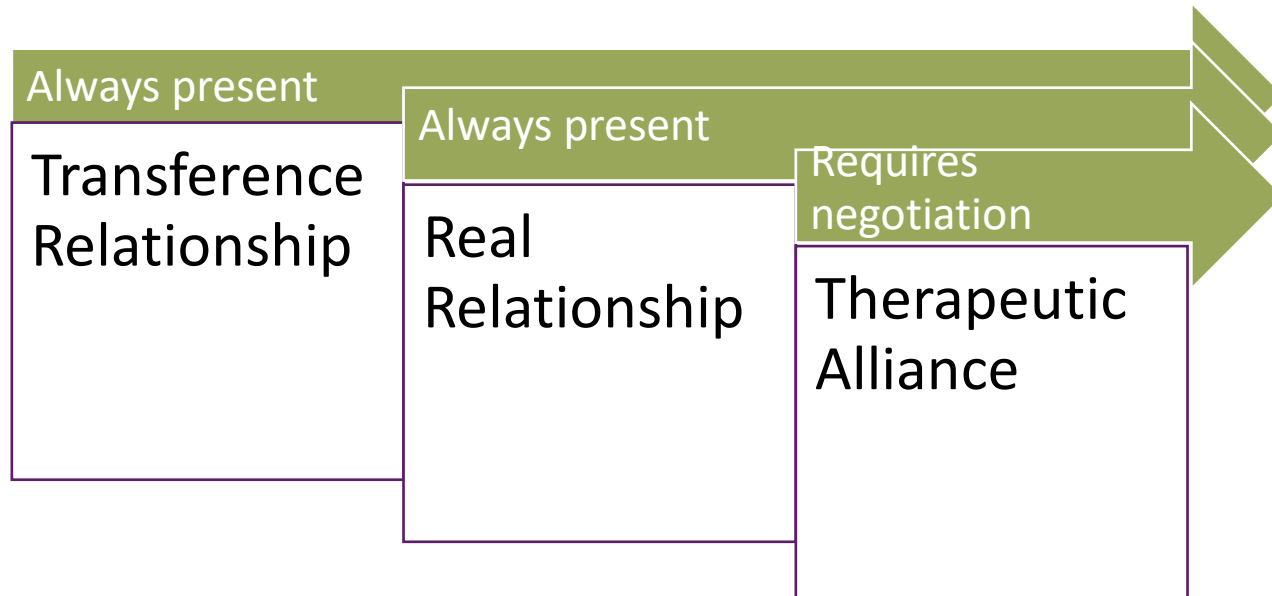 Always present
Transference
Relationship
Always present
Real
Relationship
Requires
negotiation
Therapeutic
Alliance